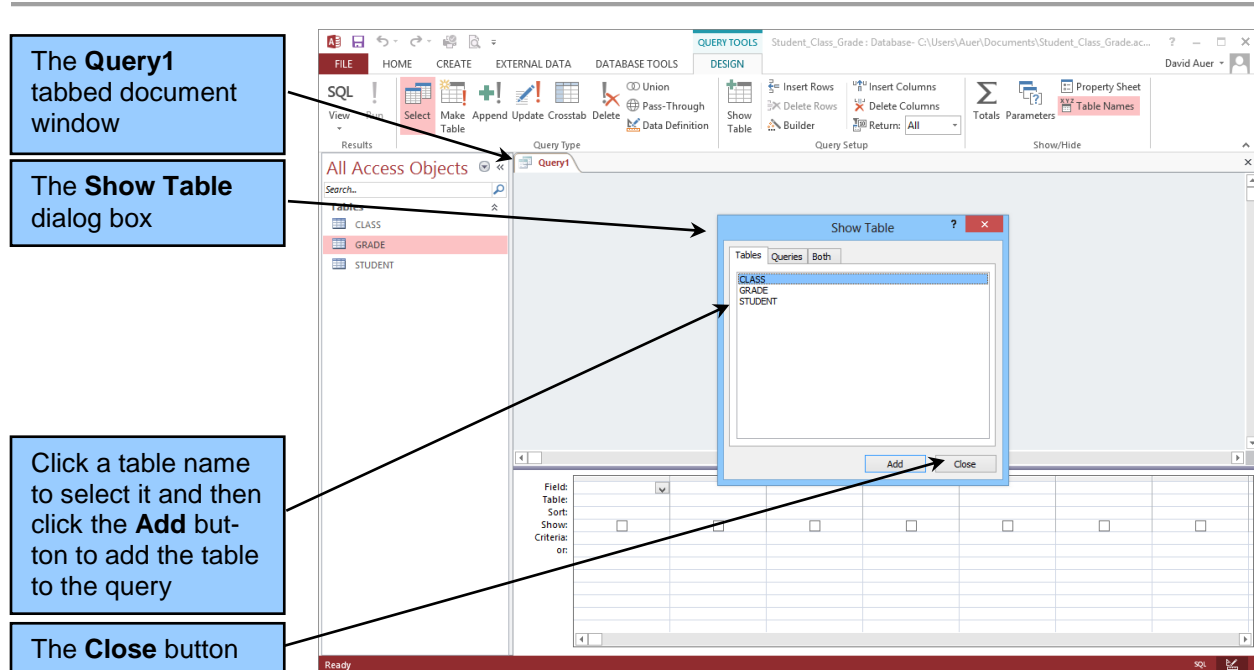 The Query1
tabbed document
window
The Show Table
dialog box
Click a table name
to select it and then
click the Add but-
ton to add the table
to the query
The Close button
QUERY TOOLS
Student_Class_Grade : Database- C:\Users\Auer\Documents\Student_Class_Grade.ac...
?
FILE HOME CREATE EXTERNAL DATA DATABASE TOOLS DESIGN
David Auer
SQL
View
Run
Results
Select
Make
Table
Append
Update
Crosstab
Delete
Union
Pass-Through
Data Definition
Query Type
Show
Table
Insert Rows
Delete Rows
Builder
Insert Columns
Delete Columns
Return: All
Query Setup
Totals
Parameters
Property Sheet
Table Names
Show/Hide
All Access Objects
Search...
Tables
CLASS
GRADE
STUDENT
Query1
Show Table
?
Tables Queries Both
CLASS
GRADE
STUDENT
Add
Close
Field:
Table:
Sort:
Show:
Criteria:
or:
Ready
SQL